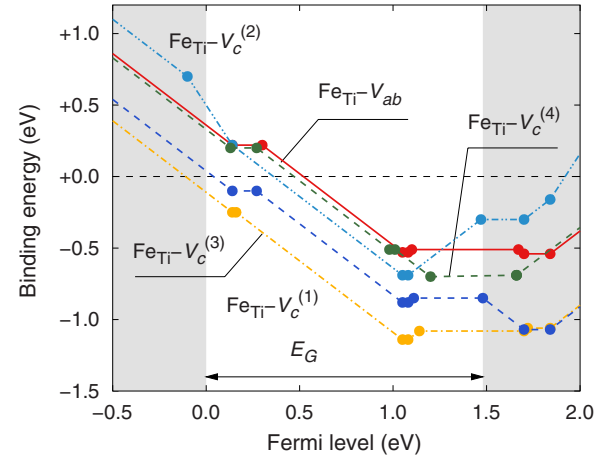 +1.0
+0.5
+0.0
−0.5
−1.0
−1.5
Binding energy (eV)
Fe_Ti−V_c^(2)
Fe_Ti−V_ab
Fe_Ti−V_c^(4)
Fe_Ti−V_c^(3)
Fe_Ti−V_c^(1)
E_G
−0.5 0.0 0.5 1.0 1.5 2.0
Fermi level (eV)